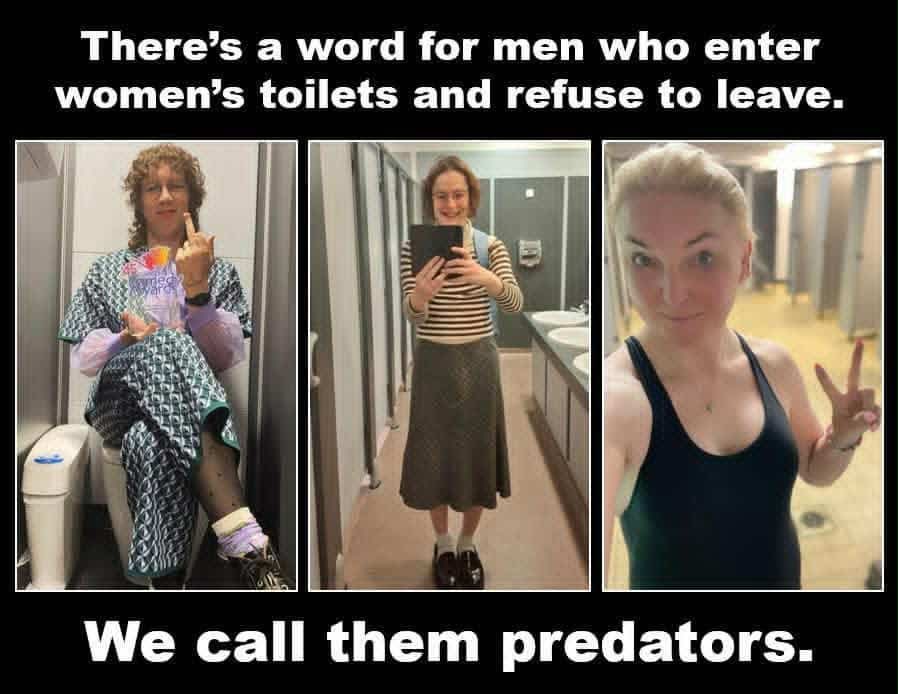 There's a word for men who enter
women's toilets and refuse to leave.
We call them predators.